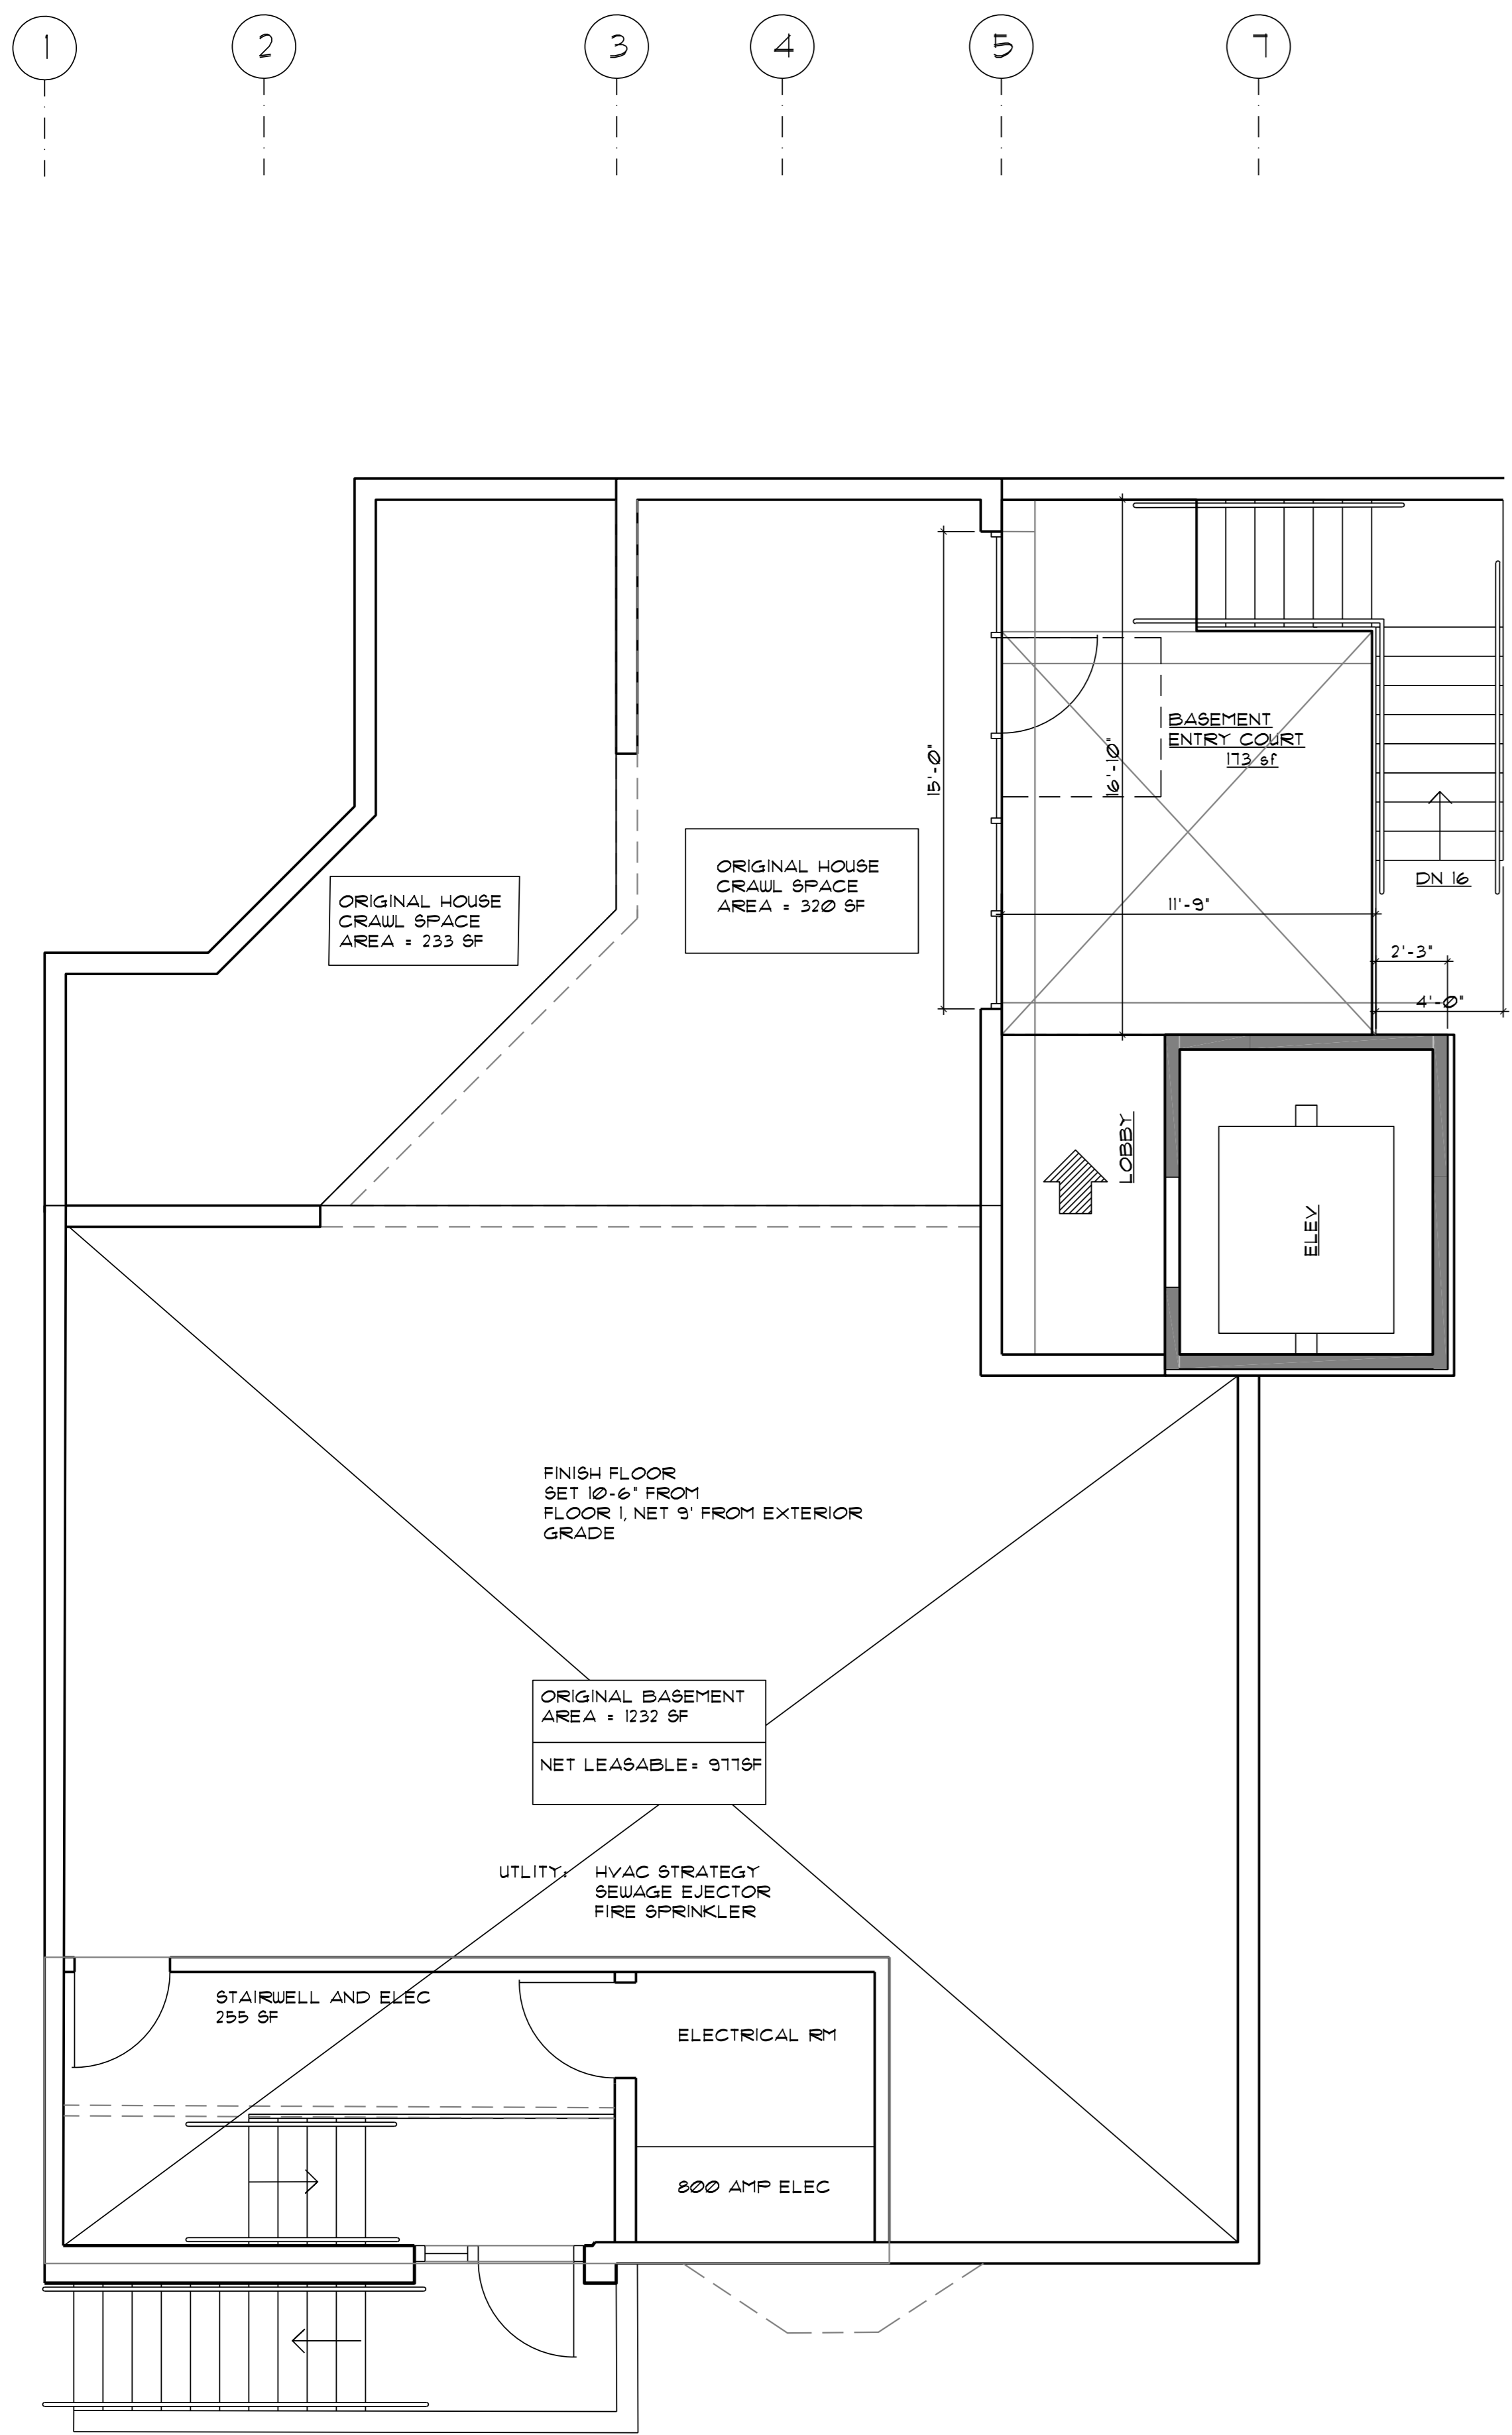 1
2
3
4
5
7
BASEMENT
ENTRY COURT
173 sf
15'-0"
16'-10"
ORIGINAL HOUSE
CRAWL SPACE
AREA = 320 SF
ORIGINAL HOUSE
CRAWL SPACE
AREA = 233 SF
DN 16
11'-9"
2'-3"
4'-0"
LOBBY
ELEV
FINISH FLOOR
SET 10-6" FROM
FLOOR 1, NET 9' FROM EXTERIOR
GRADE
ORIGINAL BASEMENT
AREA = 1232 SF
NET LEASABLE= 977SF
UTLITY: HVAC STRATEGY
SEWAGE EJECTOR
FIRE SPRINKLER
STAIRWELL AND ELEC
255 SF
ELECTRICAL RM
800 AMP ELEC